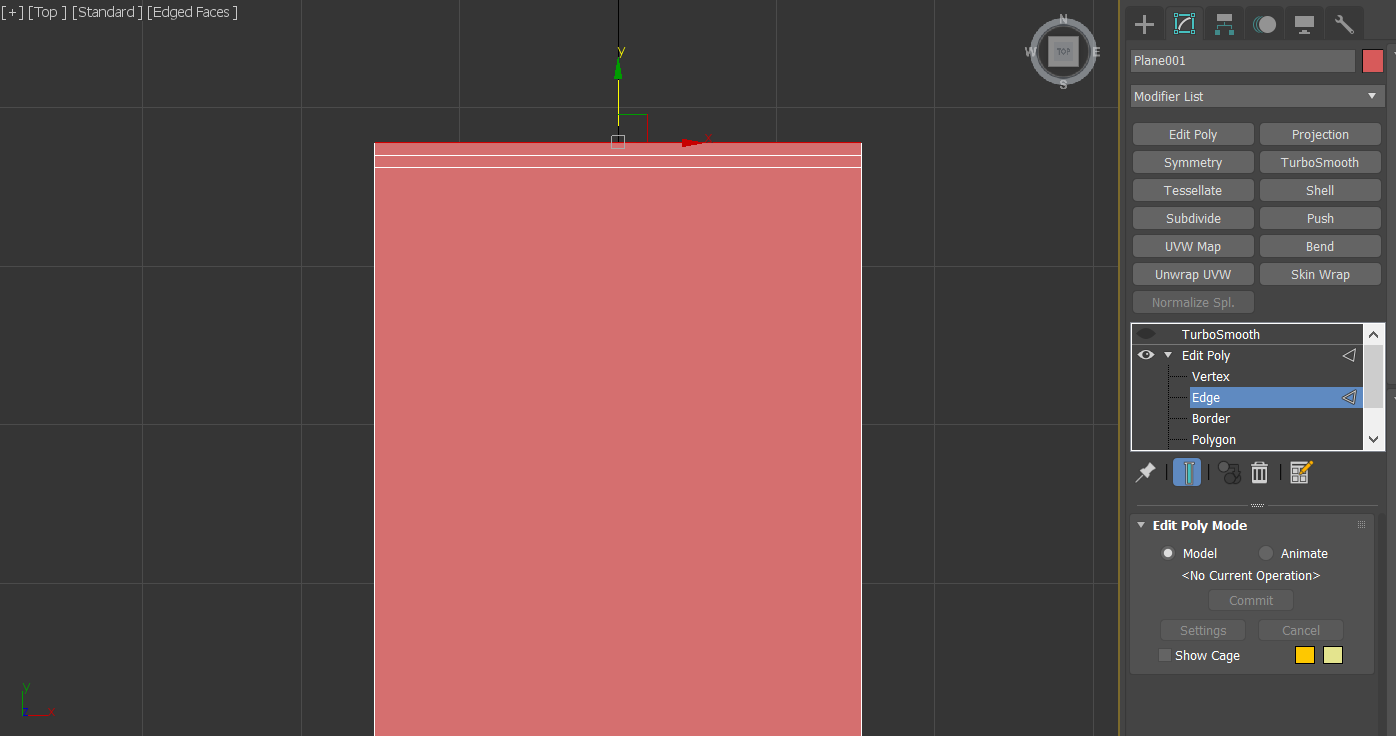 [+] [Top ] [Standard ] [Edged Faces ]
y
x
N
W
TOP
E
S
y
x
Plane001
Modifier List
Edit Poly
Projection
Symmetry
TurboSmooth
Tessellate
Shell
Subdivide
Push
UVW Map
Bend
Unwrap UVW
Skin Wrap
Normalize Spl.
TurboSmooth
Edit Poly
Vertex
Edge
Border
Polygon
Edit Poly Mode
Model
Animate
<No Current Operation>
Commit
Settings
Cancel
Show Cage